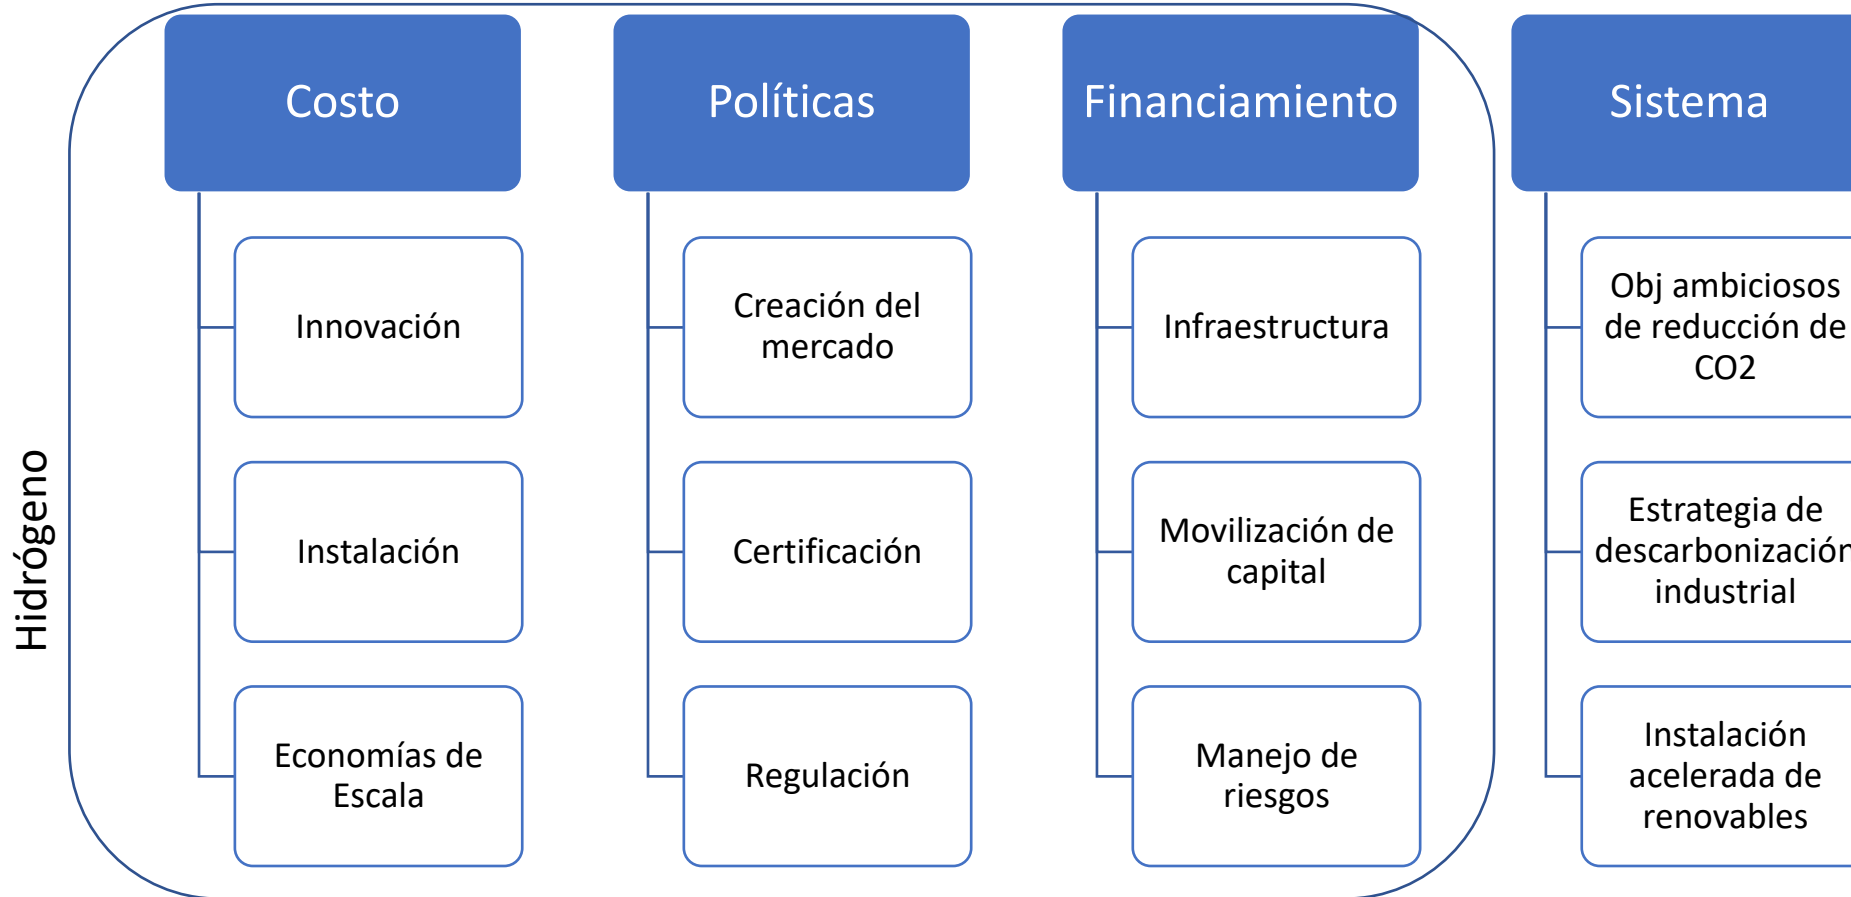 Hidrógeno
Costo
Innovación
Instalación
Economías de
Escala
Políticas
Creación del
mercado
Certificación
Regulación
Financiamiento
Infraestructura
Movilización de
capital
Manejo de
riesgos
Sistema
Obj ambiciosos
de reducción de
CO2
Estrategia de
descarbonización
industrial
Instalación
acelerada de
renovables